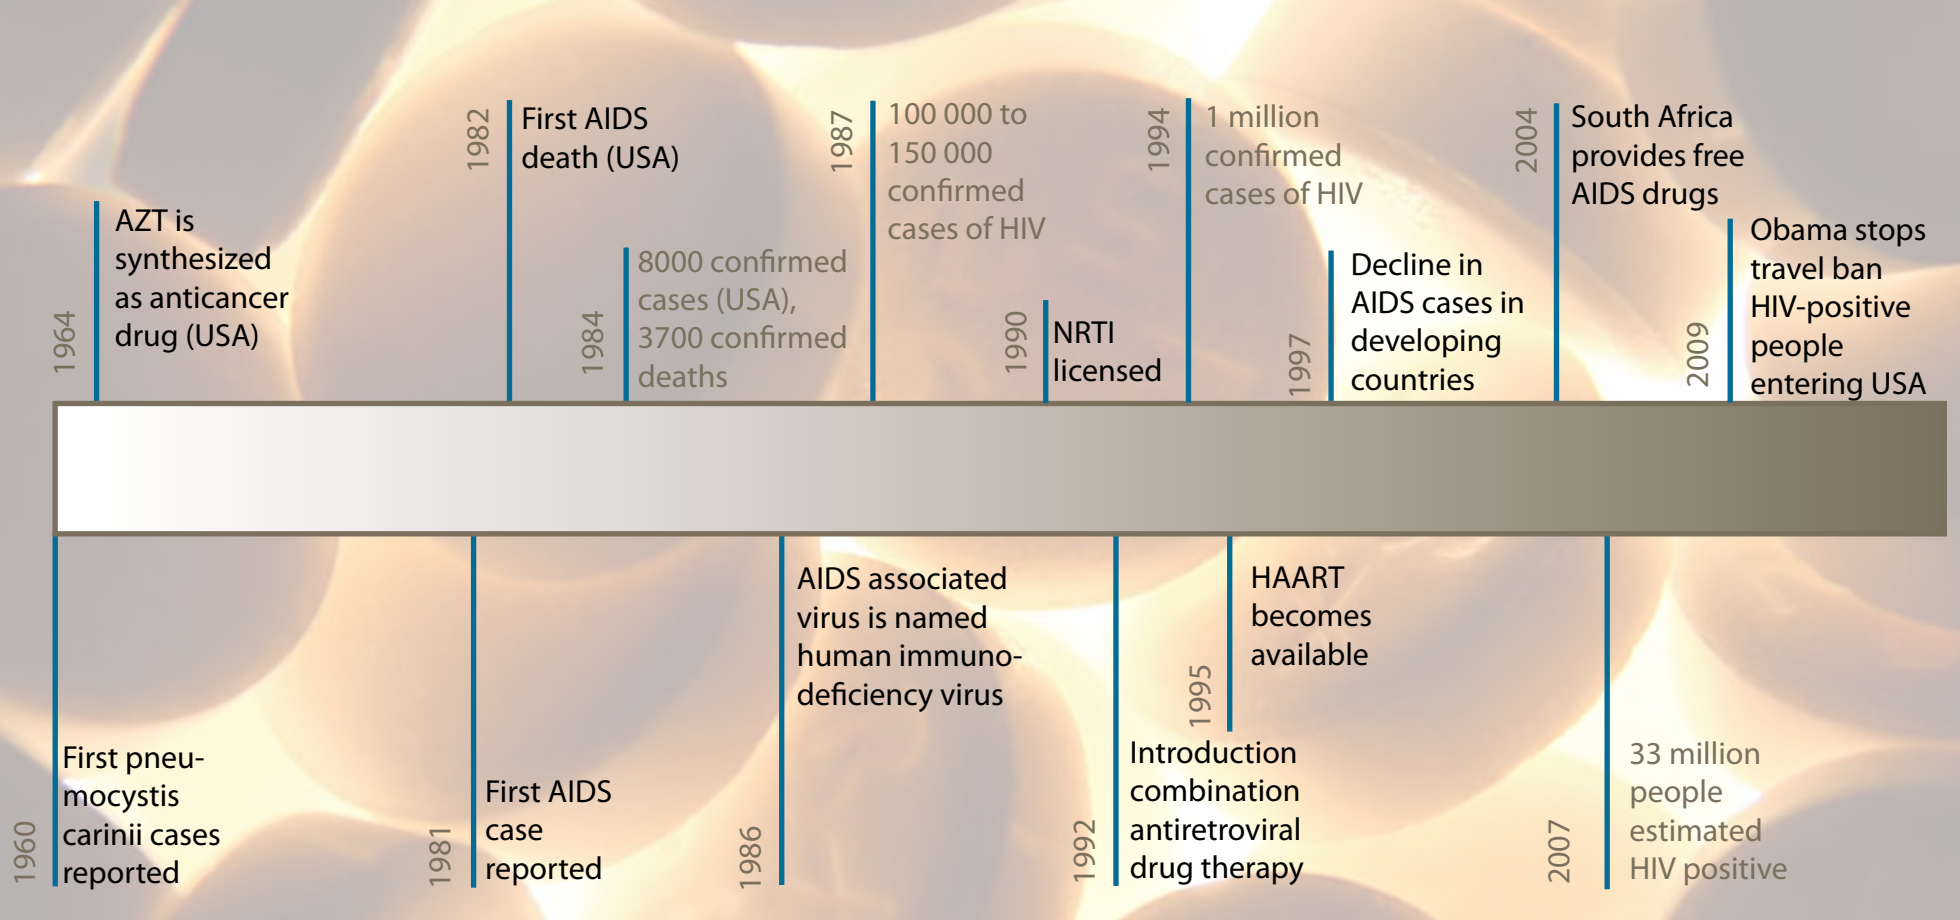 1964
AZT is
synthesized
as anticancer
drug (USA)
1982
First AIDS
death (USA)
1984
8000 confirmed
cases (USA),
3700 confirmed
deaths
1987
100 000 to
150 000
confirmed
cases of HIV
1990
NRTI
licensed
1994
1 million
confirmed
cases of HIV
1997
Decline in
AIDS cases in
developing
countries
2004
South Africa
provides free
AIDS drugs
2009
Obama stops
travel ban
HIV-positive
people
entering USA
1960
First pneu-
mocystis
carinii cases
reported
1981
First AIDS
case
reported
1986
AIDS associated
virus is named
human immuno-
deficiency virus
1992
Introduction
combination
antiretroviral
drug therapy
1995
HAART
becomes
available
2007
33 million
people
estimated
HIV positive